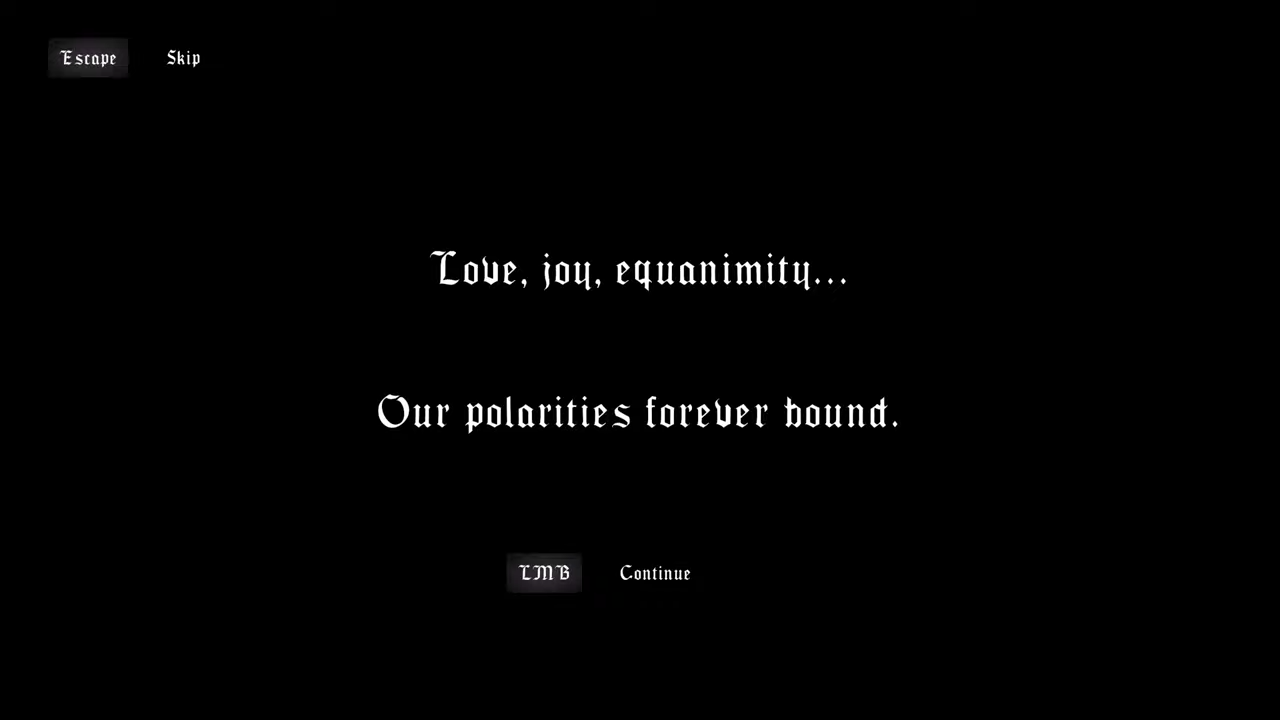 Escape Skip
Love, joy, equanimity...
Our polarities forever bound.
LMB Continue